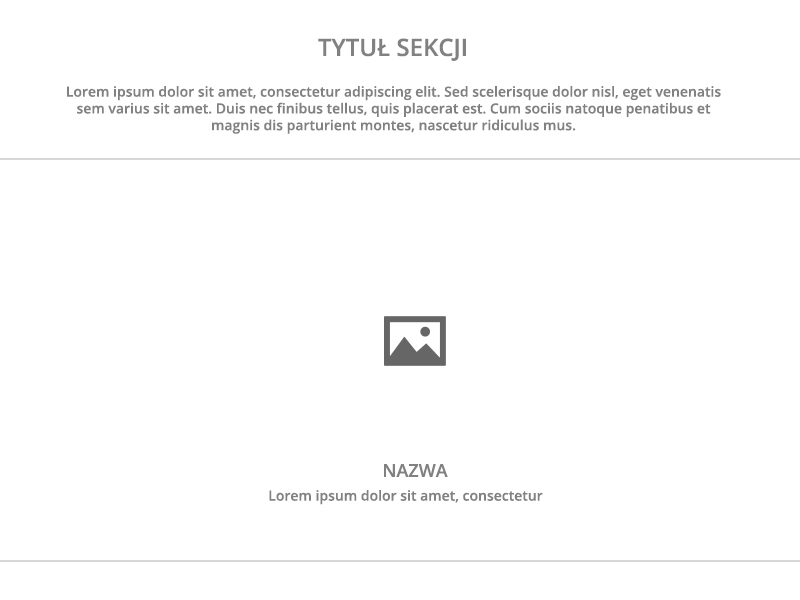 TYTUŁ SEKCJI
Lorem ipsum dolor sit amet, consectetur adipiscing elit. Sed scelerisque dolor nisl, eget venenatis
sem varius sit amet. Duis nec finibus tellus, quis placerat est. Cum sociis natoque penatibus et
magnis dis parturient montes, nascetur ridiculus mus.
NAZWA
Lorem ipsum dolor sit amet, consectetur